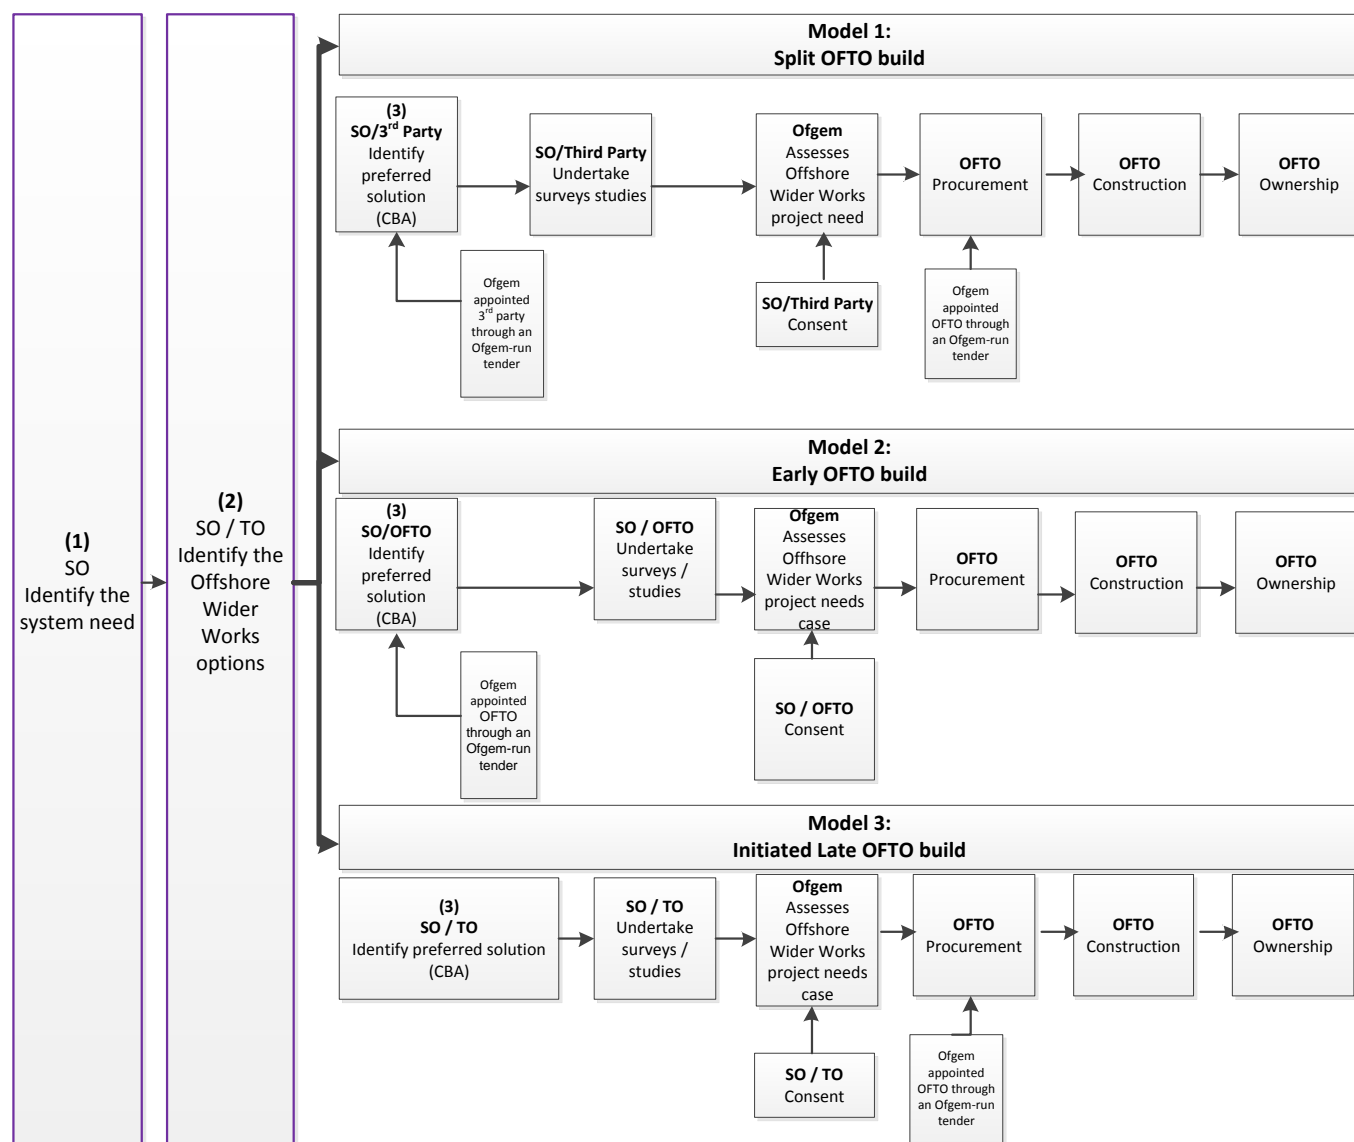 (1)
SO
Identify the
system need
(2)
SO / TO
Identify the
Offshore
Wider
Works
options
Model 1:
Split OFTO build
(3)
SO/3rd Party
Identify
preferred
solution
(CBA)
SO/Third Party
Undertake
surveys studies
Ofgem
Assesses
Offshore
Wider Works
project need
OFTO
Procurement
OFTO
Construction
OFTO
Ownership
Ofgem
appointed
3rd party
through an
Ofgem-run
tender
SO/Third Party
Consent
Ofgem
appointed
OFTO through
an Ofgem-run
tender
Model 2:
Early OFTO build
(3)
SO/OFTO
Identify
preferred
solution
(CBA)
SO / OFTO
Undertake
surveys /
studies
Ofgem
Assesses
Offhsore
Wider Works
project needs
case
OFTO
Procurement
OFTO
Construction
OFTO
Ownership
Ofgem
appointed
OFTO
through an
Ofgem-run
tender
SO / OFTO
Consent
Model 3:
Initiated Late OFTO build
(3)
SO / TO
Identify preferred solution
(CBA)
SO / TO
Undertake
surveys /
studies
Ofgem
Assesses
Offshore
Wider Works
project needs
case
OFTO
Procurement
OFTO
Construction
OFTO
Ownership
SO / TO
Consent
Ofgem
appointed
OFTO through
an Ofgem-run
tender